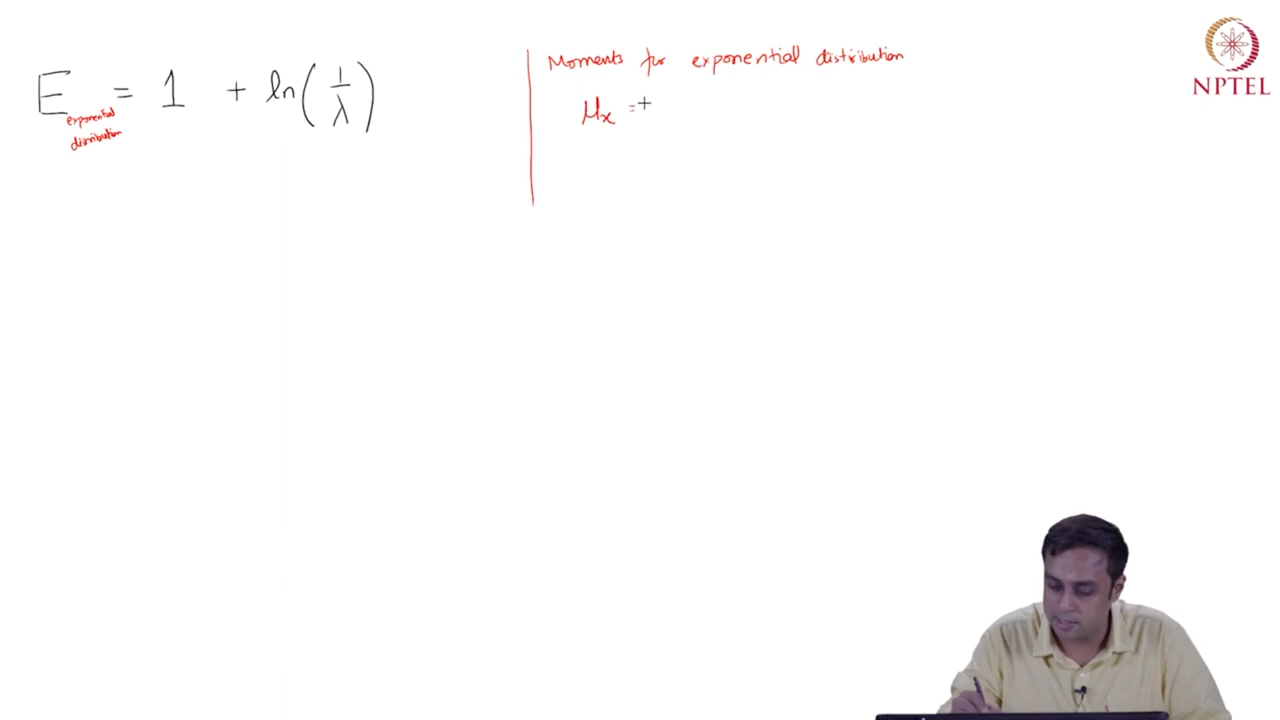 E exponential distribution = 1 + ln(1/λ)
Moments for exponential distribution
μx =
NPTEL